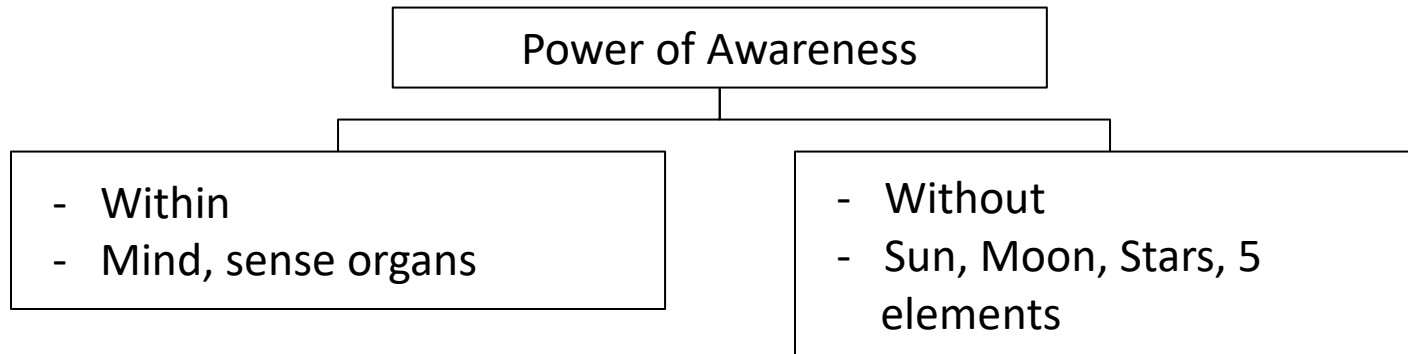 Power of Awareness
- Within
- Mind, sense organs
- Without
- Sun, Moon, Stars, 5
elements